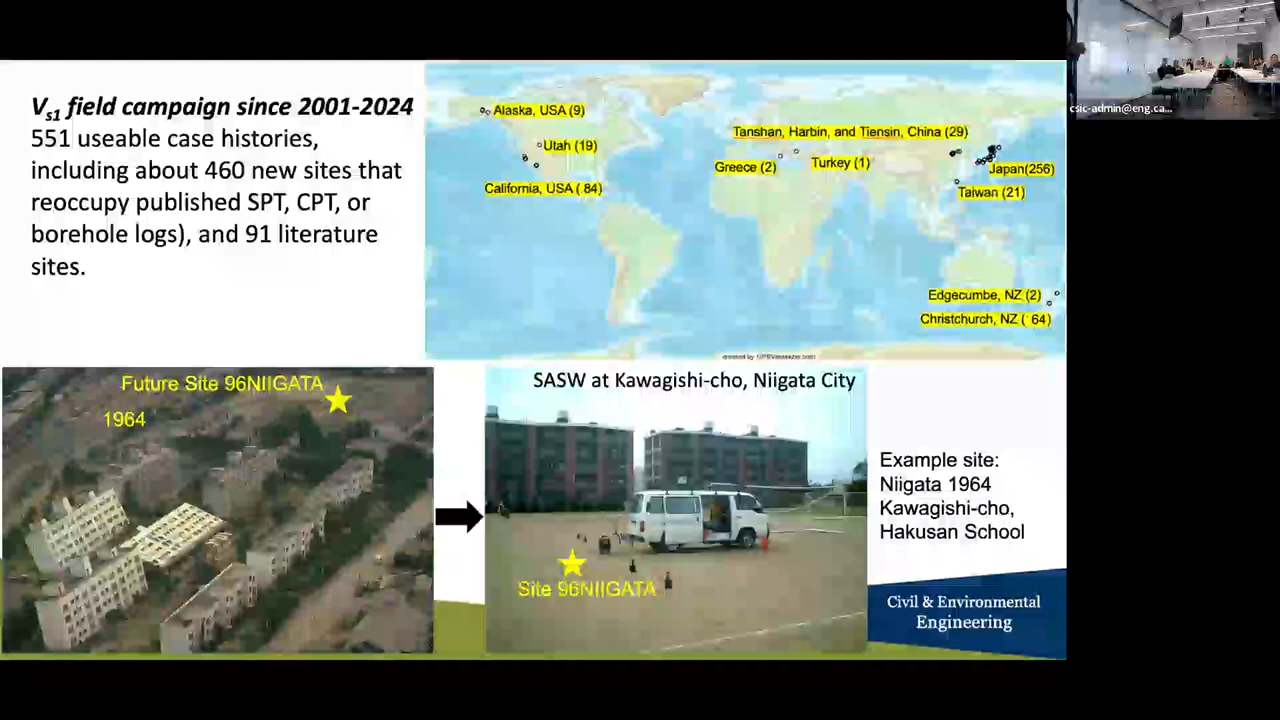 Vs1 field campaign since 2001-2024
551 useable case histories,
including about 460 new sites that
reoccupy published SPT, CPT, or
borehole logs), and 91 literature
sites.
Alaska, USA (9)
Utah (19)
California, USA ( 84)
Tanshan, Harbin, and Tiensin, China (29)
Greece (2)
Turkey (1)
Japan(256)
Taiwan (21)
Edgecumbe, NZ (2)
Christchurch, NZ ( 64)
created by
csic-admin@eng.ca...
Future Site 96NIIGATA
1964
SASW at Kawagishi-cho, Niigata City
Site 96NIIGATA
Example site:
Niigata 1964
Kawagishi-cho,
Hakusan School
Civil & Environmental
Engineering